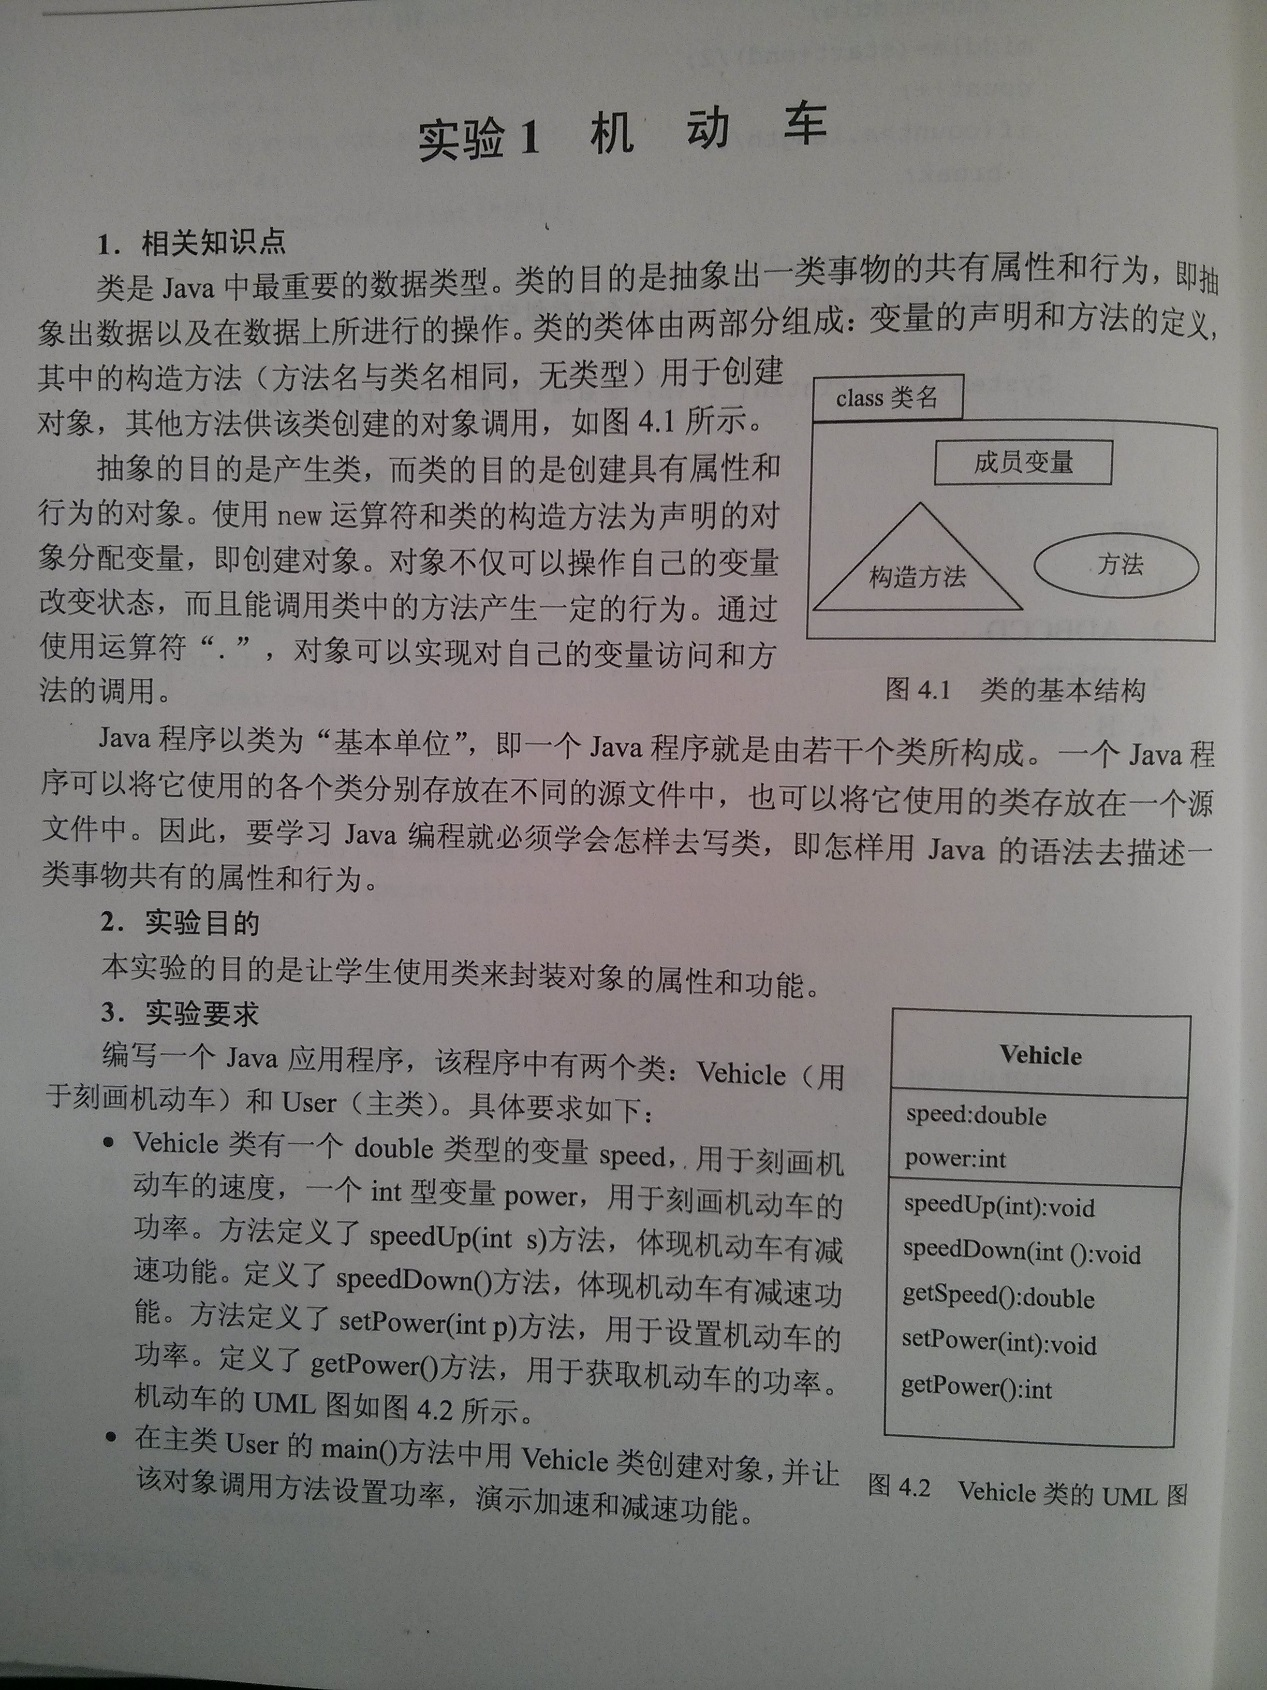 实验1 机 动 车
1．相关知识点
类是 Java 中最重要的数据类型。类的目的是抽象出一类事物的共有属性和行为，即抽
象出数据以及在数据上所进行的操作。类的类体由两部分组成：变量的声明和方法的定义，
其中的构造方法（方法名与类名相同，无类型）用于创建
对象，其他方法供该类创建的对象调用，如图 4.1 所示。
抽象的目的是产生类，而类的目的是创建具有属性和
行为的对象。使用 new 运算符和类的构造方法为声明的对
象分配变量，即创建对象。对象不仅可以操作自己的变量
改变状态，而且能调用类中的方法产生一定的行为。通过
使用运算符“．”，对象可以实现对自己的变量访问和方
法的调用。
class 类名
成员变量
构造方法
方法
图 4.1 类的基本结构
Java 程序以类为“基本单位”，即一个 Java 程序就是由若干个类所构成。一个 Java 程
序可以将它使用的各个类分别存放在不同的源文件中，也可以将它使用的类存放在一个源
文件中。因此，要学习 Java 编程就必须学会怎样去写类，即怎样用 Java 的语法去描述一
类事物共有的属性和行为。
2．实验目的
本实验的目的是让学生使用类来封装对象的属性和功能。
3．实验要求
编写一个 Java 应用程序，该程序中有两个类：Vehicle（用
于刻画机动车）和 User（主类）。具体要求如下：
• Vehicle 类有一个 double 类型的变量 speed，用于刻画机
动车的速度，一个 int 型变量 power，用于刻画机动车的
功率。方法定义了 speedUp(int s)方法，体现机动车有减
速功能。定义了 speedDown()方法，体现机动车有减速功
能。方法定义了 setPower(int p)方法，用于设置机动车的
功率。定义了 getPower()方法，用于获取机动车的功率。
机动车的 UML 图如图 4.2 所示。
• 在主类 User 的 main()方法中用 Vehicle 类创建对象，并让
该对象调用方法设置功率，演示加速和减速功能。
Vehicle
speed:double
power:int
speedUp(int):void
speedDown(int ():void
getSpeed():double
setPower(int):void
getPower():int
图 4.2 Vehicle 类的 UML 图